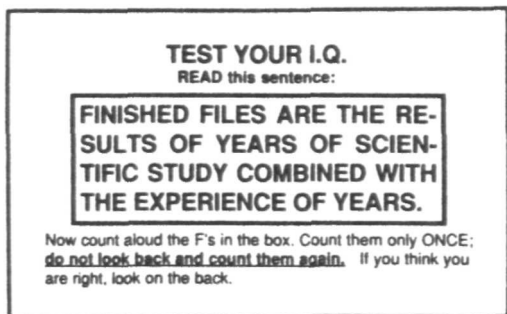 TEST YOUR I.Q.
READ this sentence:
FINISHED FILES ARE THE RE-
SULTS OF YEARS OF SCIEN-
TIFIC STUDY COMBINED WITH
THE EXPERIENCE OF YEARS.
Now count aloud the F's in the box. Count them only ONCE;
do not look back and count them again. If you think you
are right, look on the back.